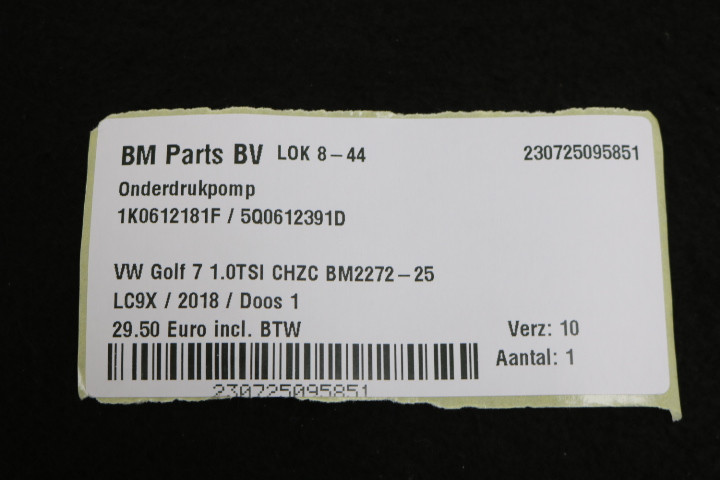 BM Parts BV LOK 8-44 230725095851
Onderdrukpomp
1K0612181F / 5Q0612391D
VW Golf 7 1.0TSI CHZC BM2272-25
LC9X / 2018 / Doos 1
29.50 Euro incl. BTW Verz: 10
Aantal: 1
230725095851